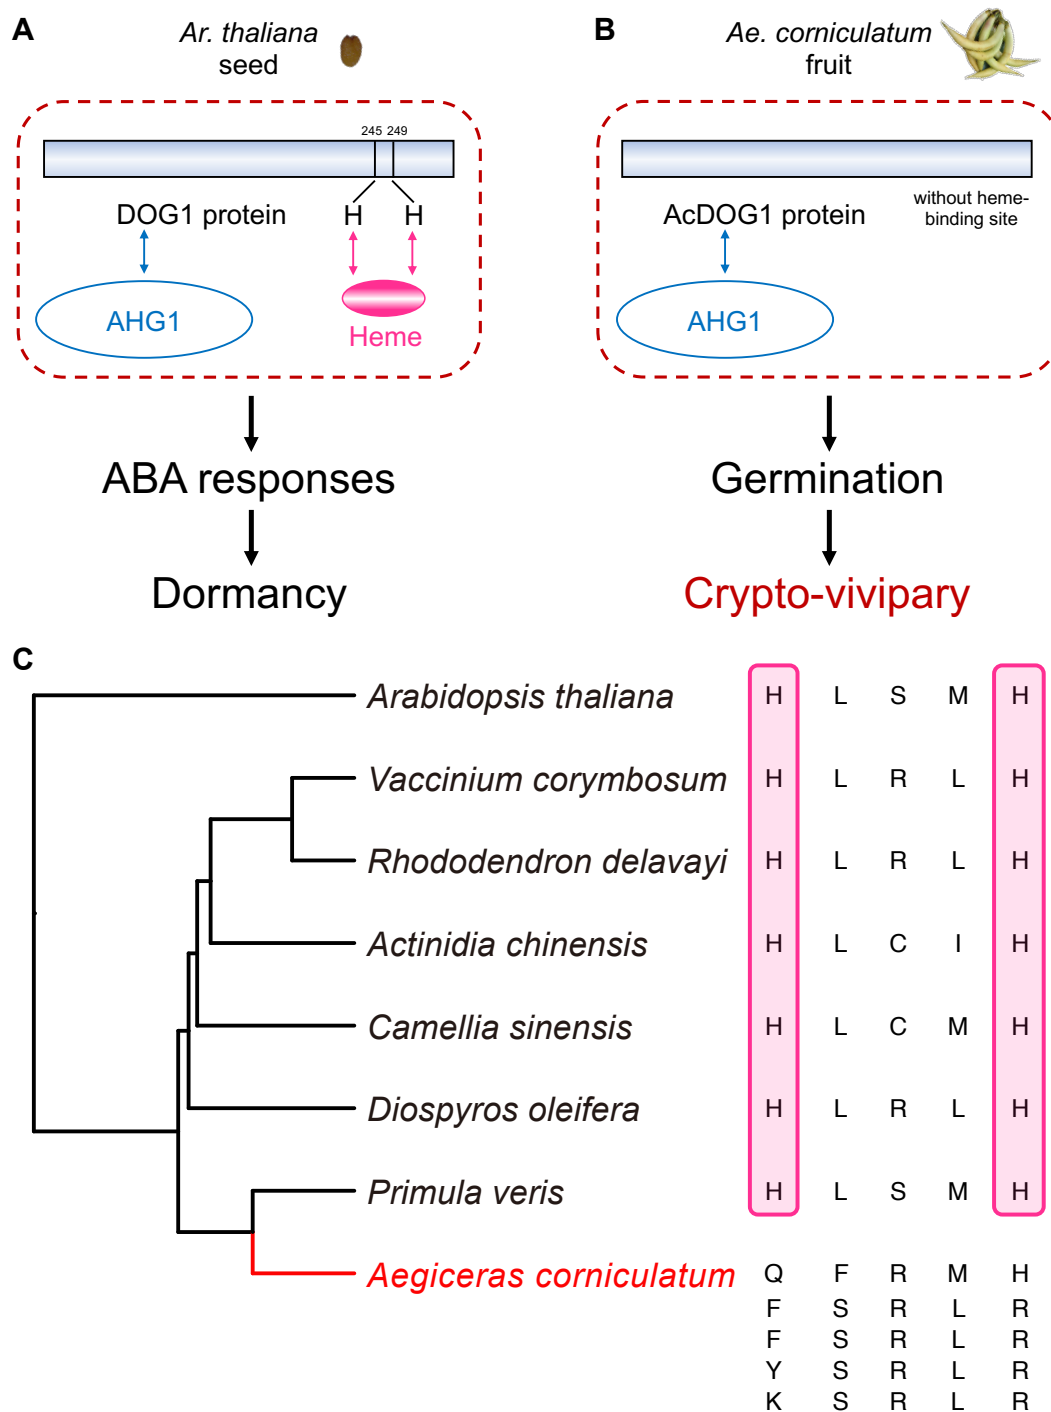 A
Ar. thaliana
seed
245 249
DOG1 protein
H H
AHG1
Heme
ABA responses
Dormancy
B
Ae. corniculatum
fruit
AcDOG1 protein
without heme-
binding site
AHG1
Germination
Crypto-vivipary
C
Arabidopsis thaliana H L S M H
Vaccinium corymbosum H L R L H
Rhododendron delavayi H L R L H
Actinidia chinensis H L C I H
Camellia sinensis H L C M H
Diospyros oleifera H L R L H
Primula veris H L S M H
Aegiceras corniculatum Q F R M H
F S R L R
F S R L R
Y S R L R
K S R L R